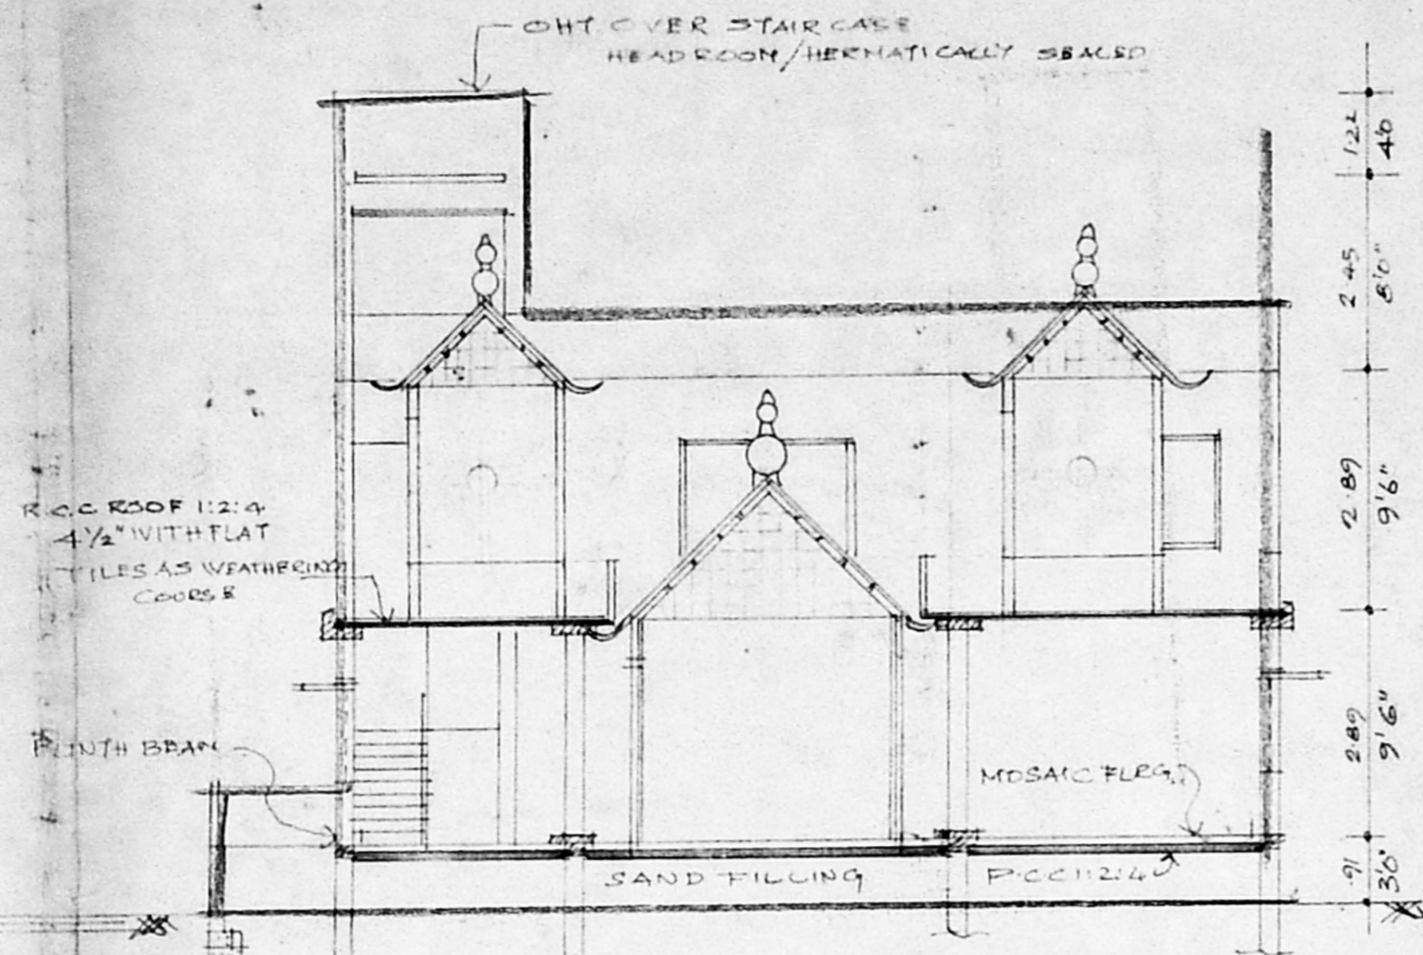 OHT OVER STAIRCASE
HEADROOM/HERMATICALLY SEALED
1.22
4'0
2.45
8'0"
R.C.C ROOF 1:2:4
4½" WITH FLAT
TILES AS WEATHERING
COURSE
2.89
9'6"
PLINTH BEAM
MOSAIC FLRG.
2.89
9'6"
SAND FILLING
P.C.C 1:2:4
.91
3'0"